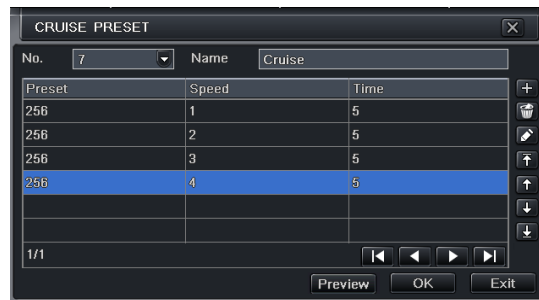 CRUISE PRESET
No. 7 Name Cruise
Preset Speed Time
256 1 5
256 2 5
256 3 5
256 4 5
1/1
Preview OK Exit